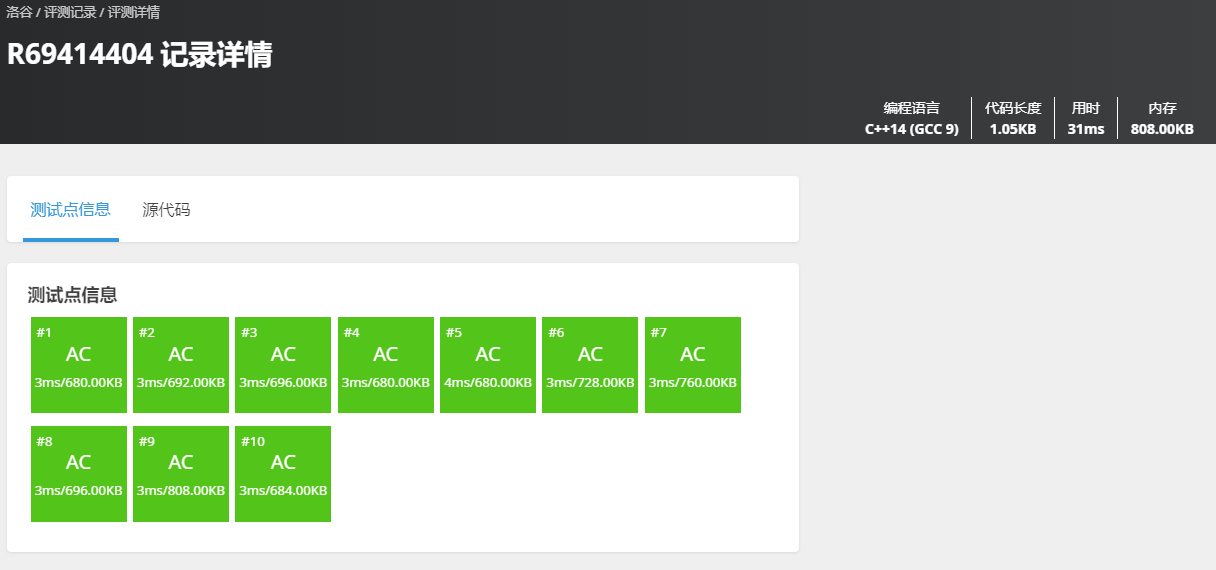 洛谷 / 评测记录 / 评测详情
R69414404 记录详情
编程语言 代码长度 用时 内存
C++14 (GCC 9) 1.05KB 31ms 808.00KB
测试点信息 源代码
测试点信息
#1 #2 #3 #4 #5 #6 #7
AC AC AC AC AC AC AC
3ms/680.00KB 3ms/692.00KB 3ms/696.00KB 3ms/680.00KB 4ms/680.00KB 3ms/728.00KB 3ms/760.00KB
#8 #9 #10
AC AC AC
3ms/696.00KB 3ms/808.00KB 3ms/684.00KB